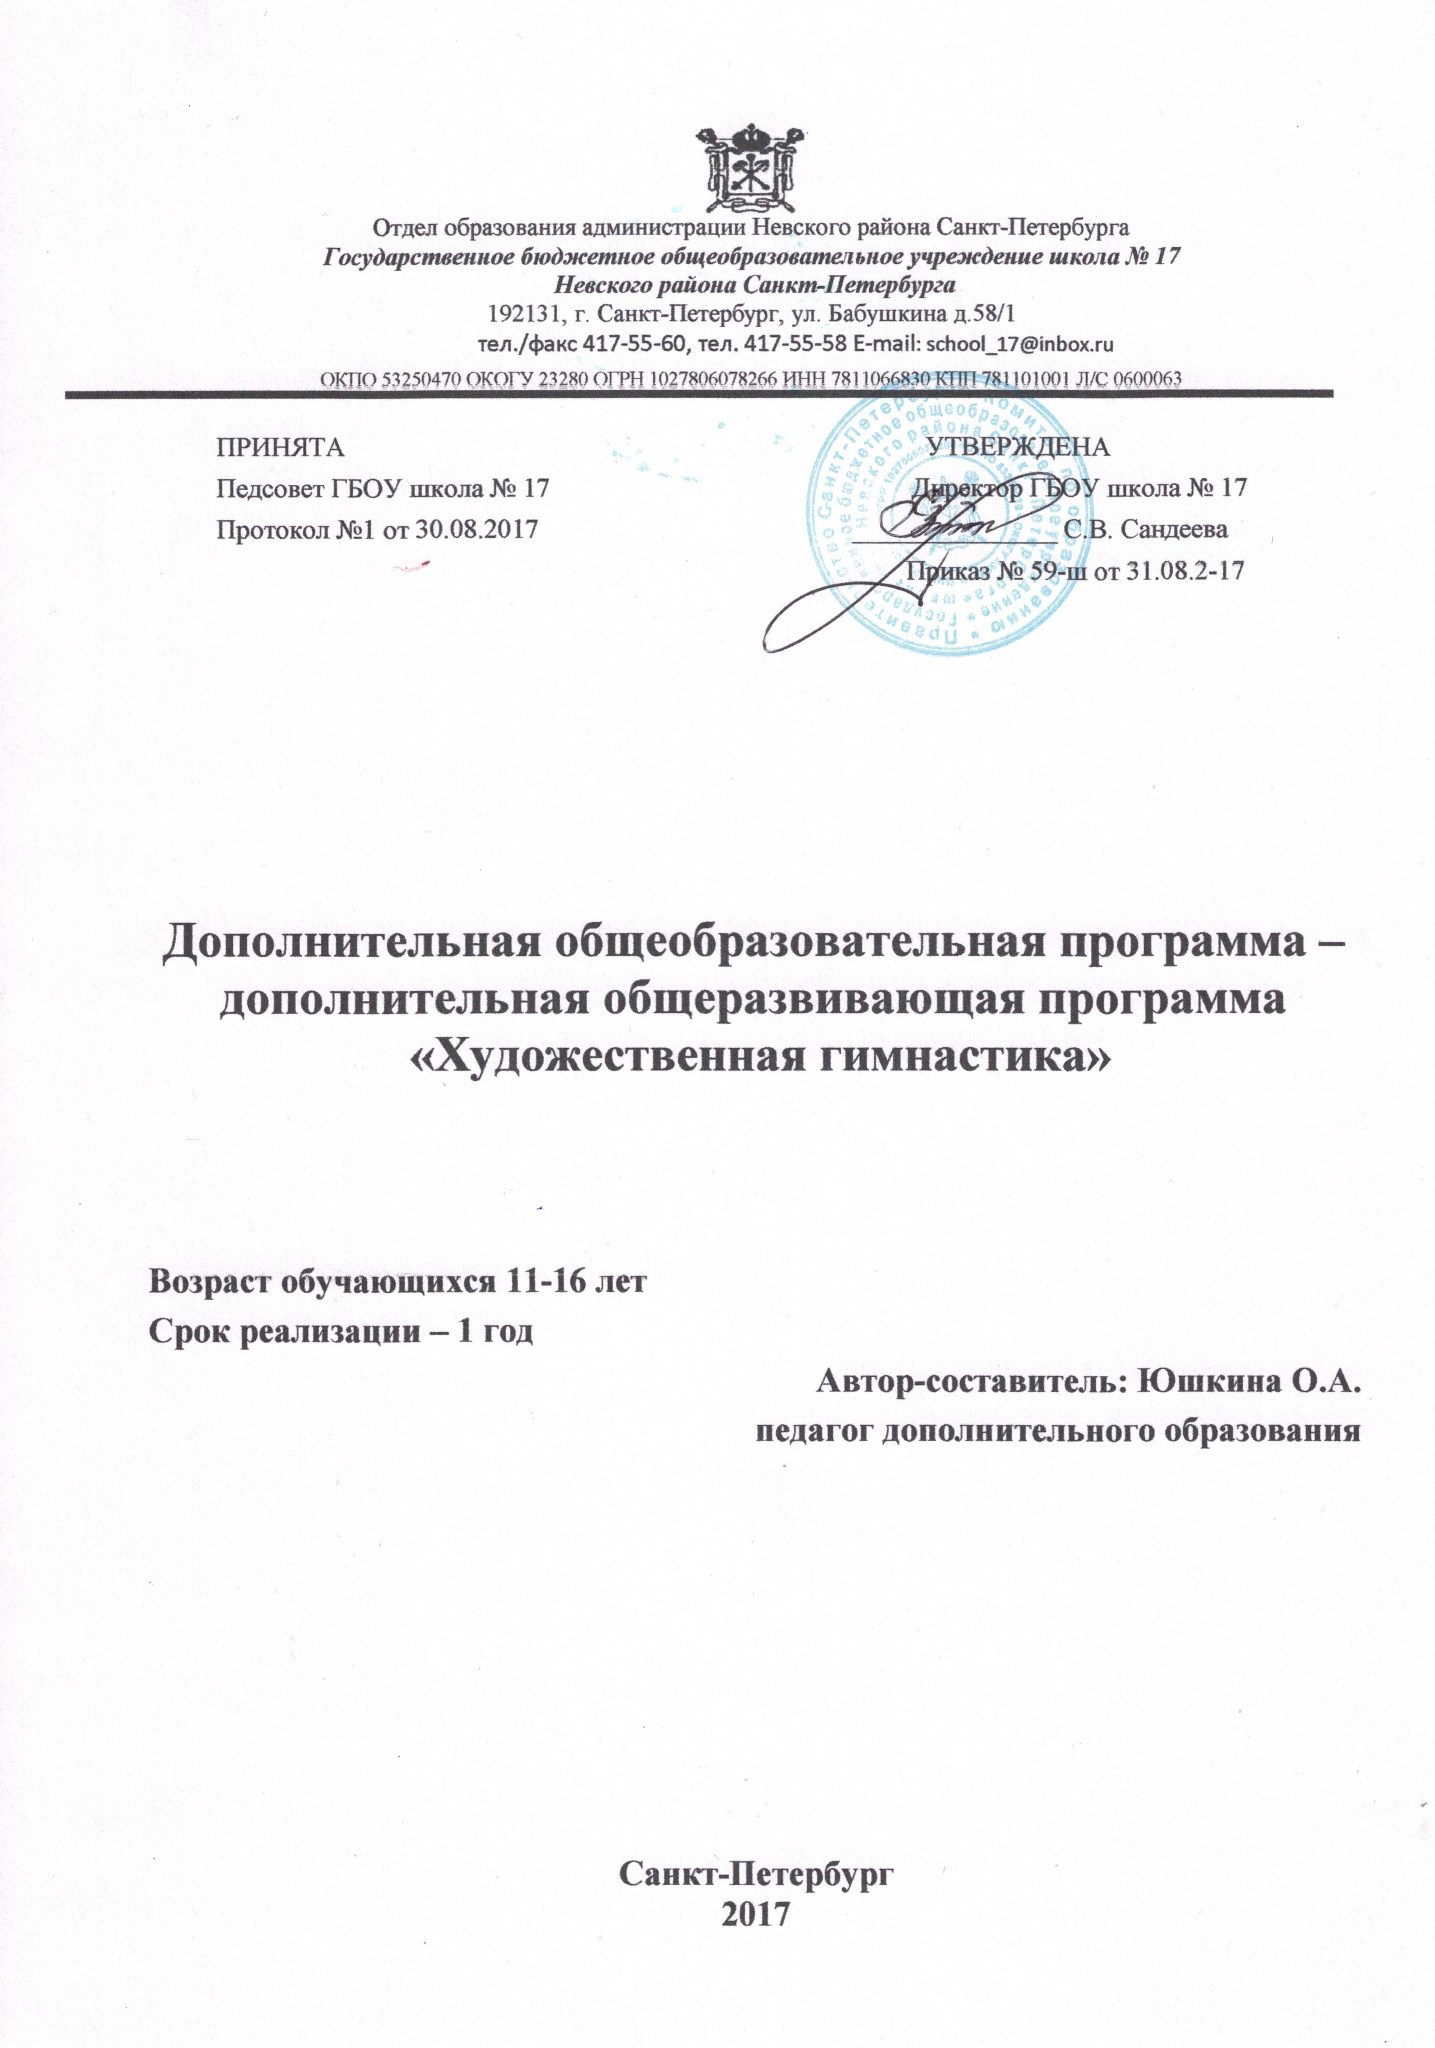 Отдел образования администрации Невского района Санкт-Петербурга
Государственное бюджетное общеобразовательное учреждение школа № 17
Невского района Санкт-Петербурга
192131, г. Санкт-Петербург, ул. Бабушкина д.58/1
тел./факс 417-55-60, тел. 417-55-58 E-mail: school_17@inbox.ru
ОКПО 53250470 ОКОГУ 23280 ОГРН 1027806078266 ИНН 7811066830 КПП 781101001 Л/С 0600063
ПРИНЯТА
Педсовет ГБОУ школа № 17
Протокол №1 от 30.08.2017
УТВЕРЖДЕНА
Директор ГБОУ школа № 17
С.В. Сандеева
Приказ № 59-ш от 31.08.2-17
Дополнительная общеобразовательная программа –
дополнительная общеразвивающая программа
«Художественная гимнастика»
Возраст обучающихся 11-16 лет
Срок реализации – 1 год
Автор-составитель: Юшкина О.А.
педагог дополнительного образования
Санкт-Петербург
2017